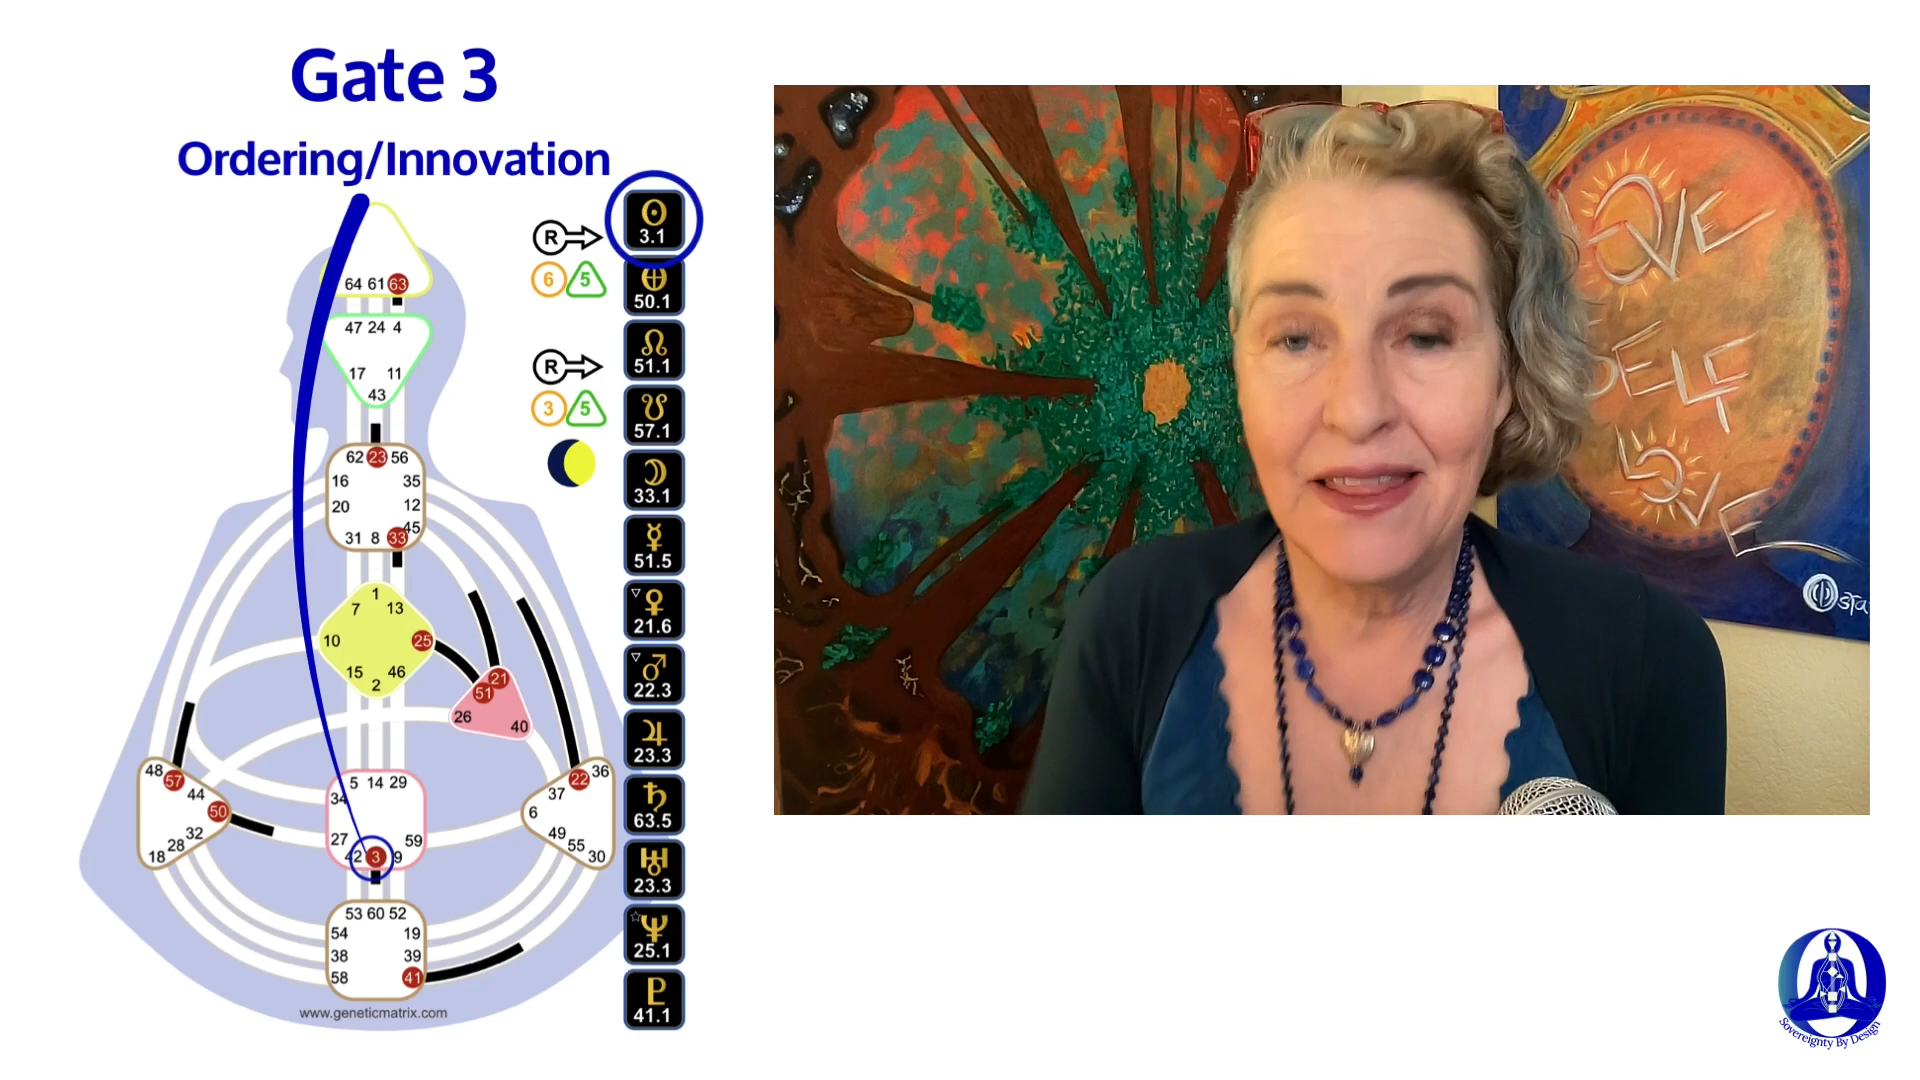 Gate 3
Ordering/Innovation
R
6 5
R
3 5
3.1
50.1
51.1
57.1
33.1
51.5
21.6
22.3
23.3
63.5
23.3
25.1
41.1
64 61 63
47 24 4
17 11
43
62 23 56
16 35
20 12
45
31 8 33
1
7 13
10 25
15 46
2
21
51
26 40
48
57
44
50
32
28
18
5 14 29
34
27 59
42 3 9
36
22
37
6
49
55
30
53 60 52
54 19
38 39
58 41
www.geneticmatrix.com
LOVE
SELF
LOVE
Sovereignty By Design